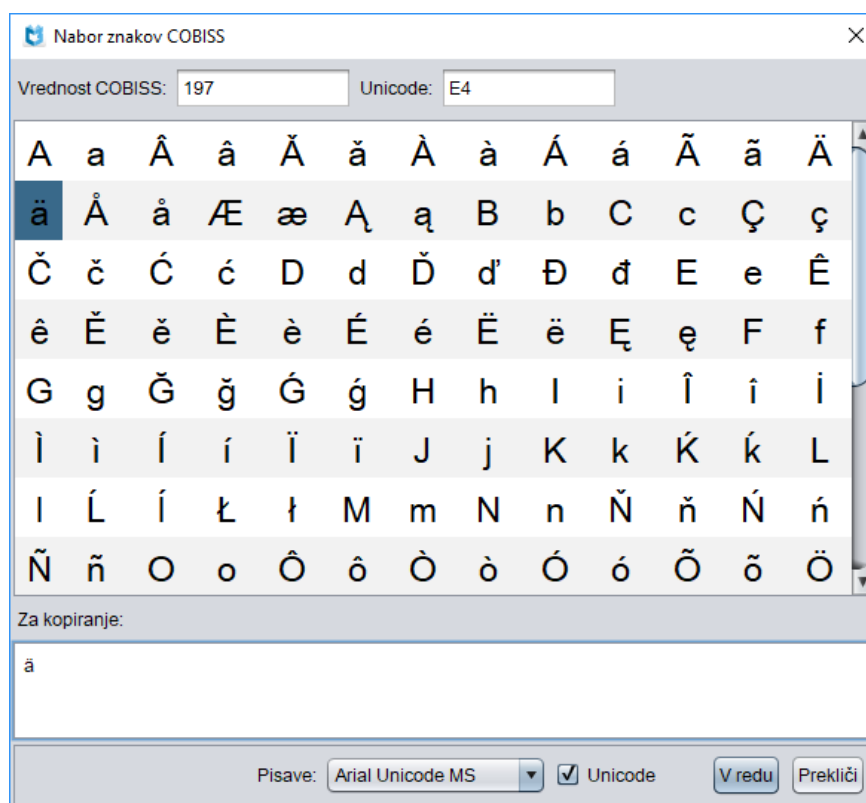 Nabor znakov COBISS
Vrednost COBISS: 197 Unicode: E4
A a Â â Ǎ ǎ À à Á á Ã ã Ä
ä Å å Æ æ Ą ą B b C c Ç ç
Č č Ć ć D d Ď ď Đ đ E e Ê
ê Ě ě È è É é Ë ë Ę ę F f
G g Ğ ğ Ǵ ǵ H h I i Î î İ
Ì ì Í í Ï ï J j K k Ḱ ḱ L
l Ĺ ĺ Ł ł M m N n Ň ň Ń ń
Ñ ñ O o Ô ô Ò ò Ó ó Õ õ Ö
Za kopiranje:
ä
Pisave: Arial Unicode MS Unicode V redu Prekliči